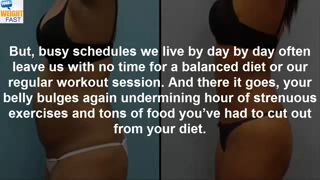 WEIGHT
FAST
But, busy schedules we live by day by day often
leave us with no time for a balanced diet or our
regular workout session. And there it goes, your
belly bulges again undermining hour of strenuous
exercises and tons of food you’ve had to cut out
from your diet.